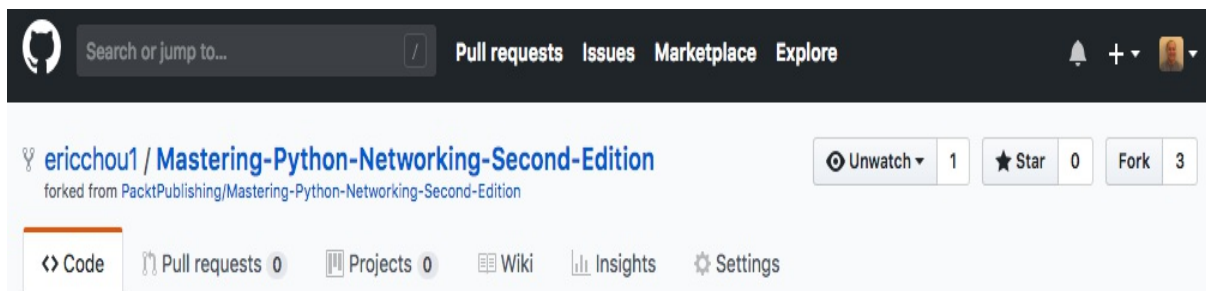 Search or jump to... / Pull requests Issues Marketplace Explore
ericchou1 / Mastering-Python-Networking-Second-Edition Unwatch 1 Star 0 Fork 3
forked from PacktPublishing/Mastering-Python-Networking-Second-Edition
<> Code Pull requests 0 Projects 0 Wiki Insights Settings